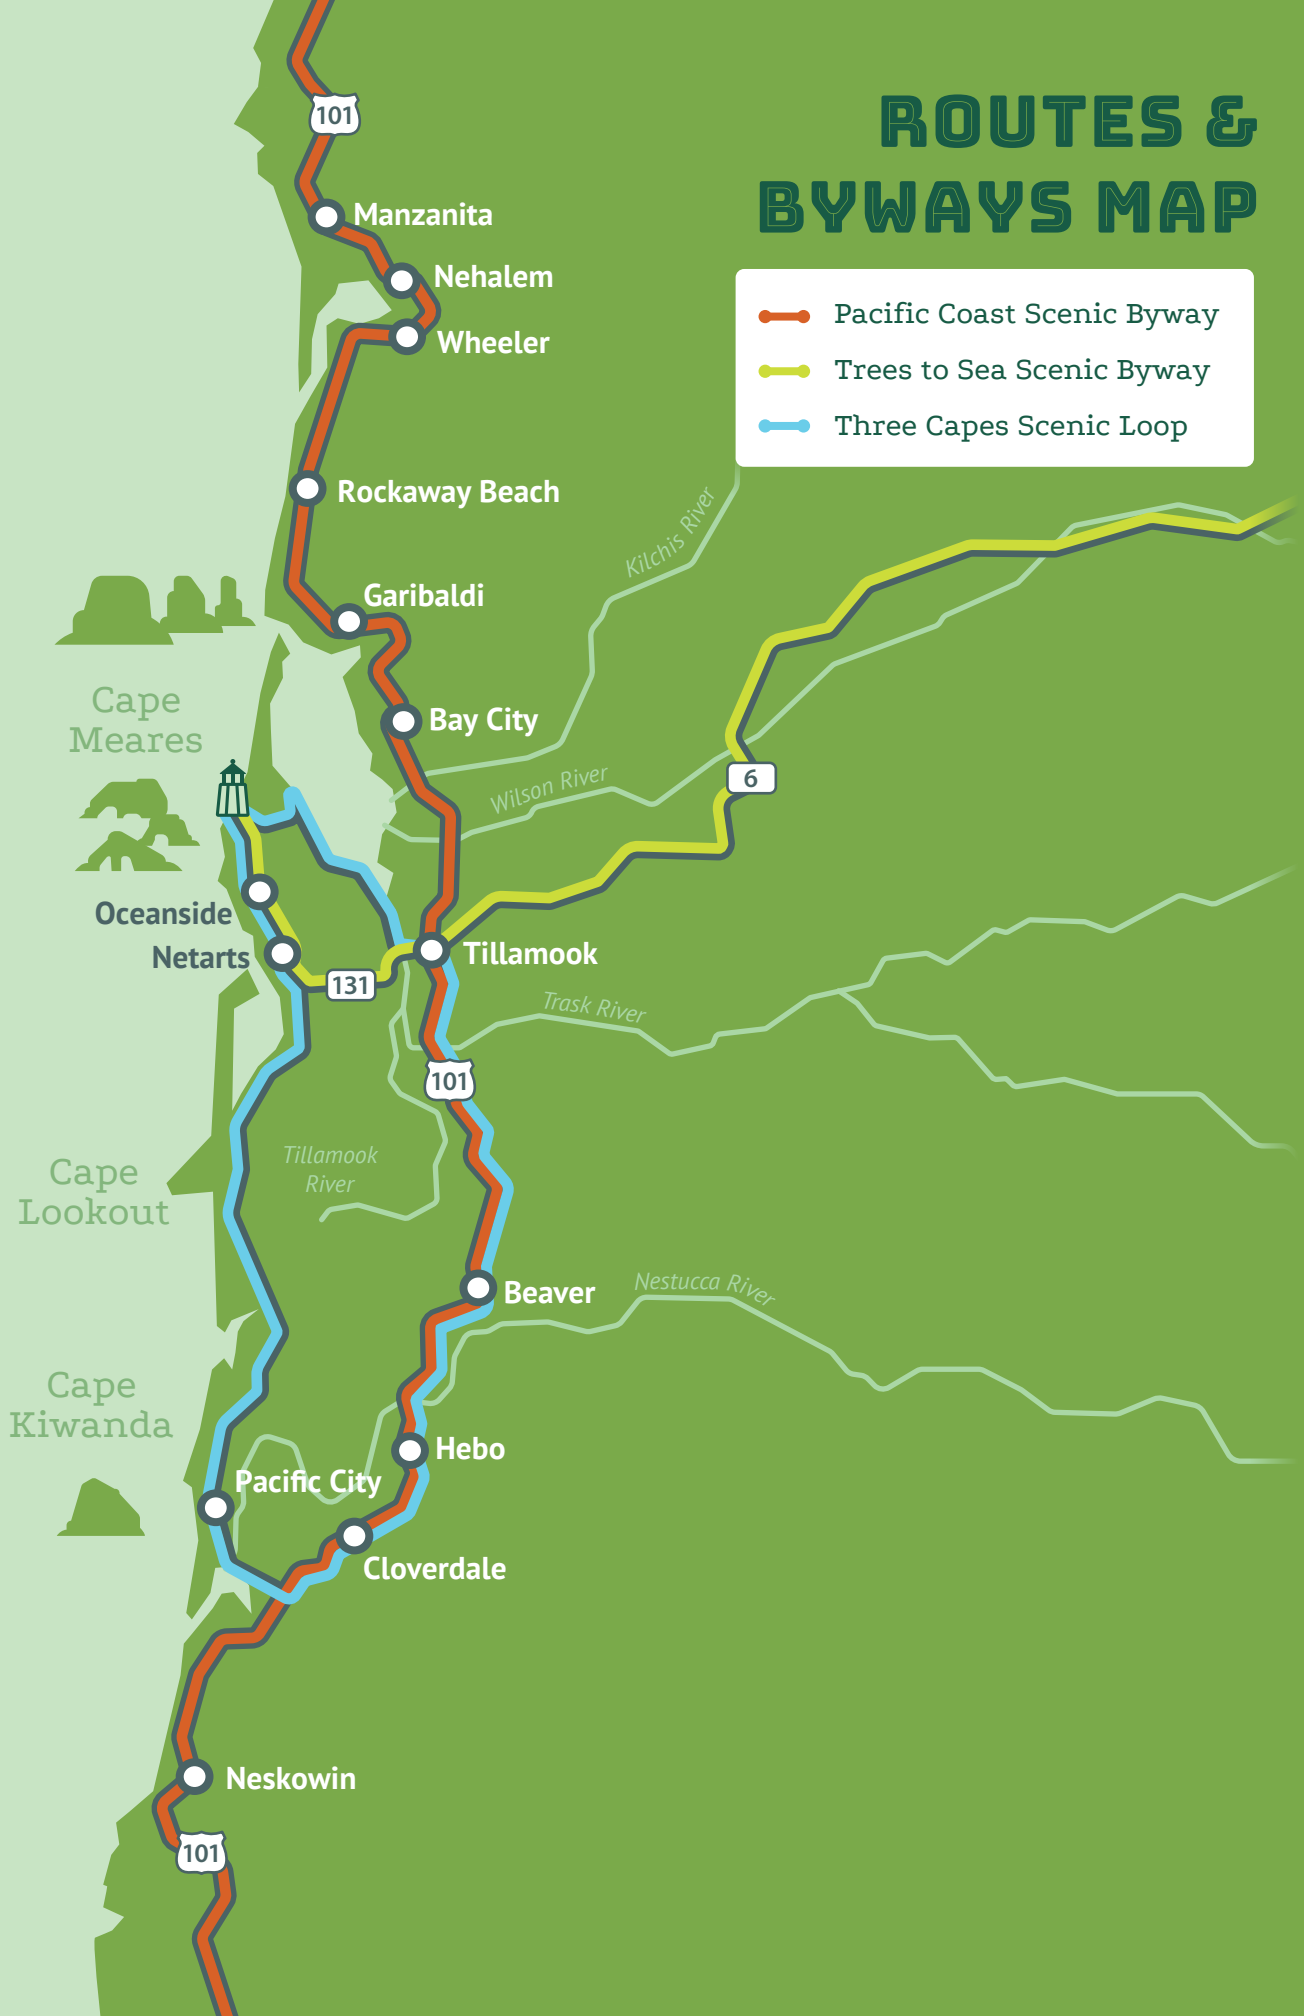 ROUTES &
BYWAYS MAP
Pacific Coast Scenic Byway
Trees to Sea Scenic Byway
Three Capes Scenic Loop
101
Manzanita
Nehalem
Wheeler
Rockaway Beach
Kilchis River
Garibaldi
Cape
Meares
Bay City
Wilson River
6
Oceanside
Netarts
131
Tillamook
Trask River
101
Tillamook
River
Cape
Lookout
Beaver
Nestucca River
Cape
Kiwanda
Hebo
Pacific City
Cloverdale
Neskowin
101